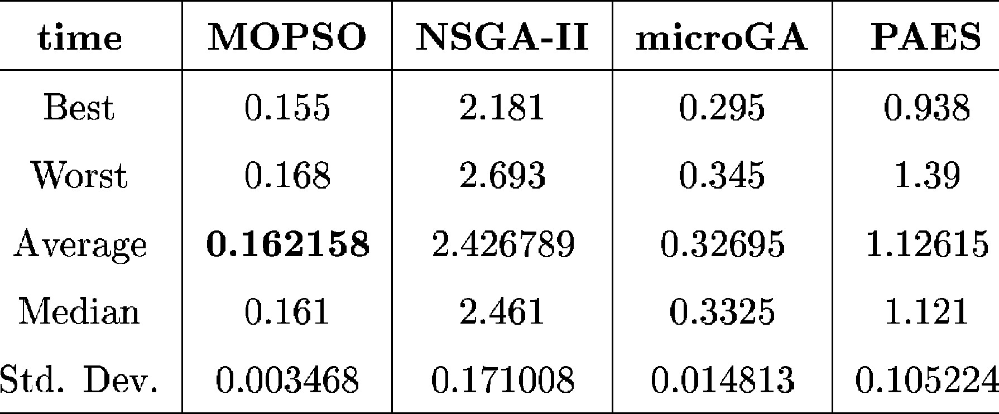 time MOPSO NSGA-II microGA PAES
Best 0.155 2.181 0.295 0.938
Worst 0.168 2.693 0.345 1.39
Average 0.162158 2.426789 0.32695 1.12615
Median 0.161 2.461 0.3325 1.121
Std. Dev. 0.003468 0.171008 0.014813 0.105224